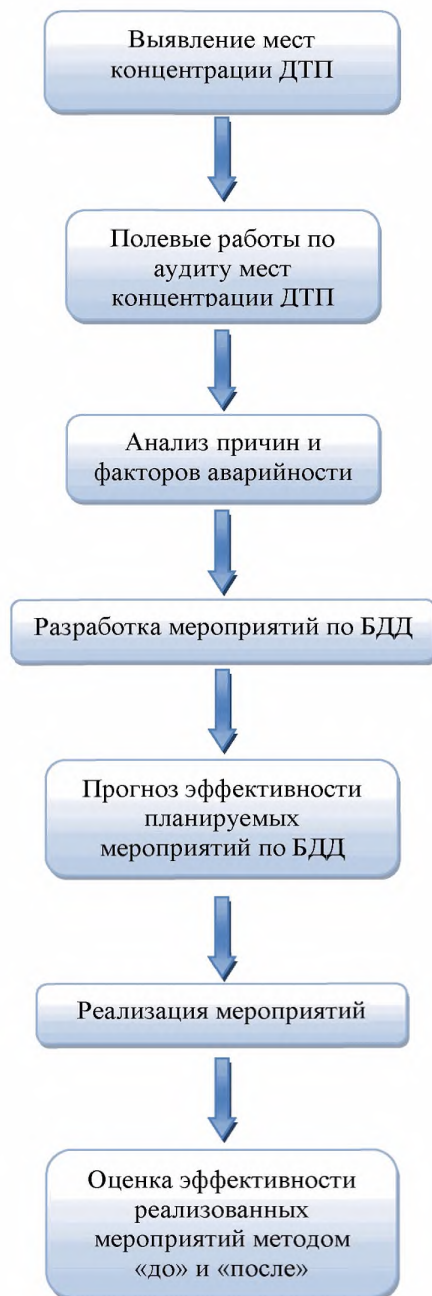 Выявление мест
концентрации ДТП
Полевые работы по
аудиту мест
концентрации ДТП
Анализ причин и
факторов аварийности
Разработка мероприятий по БДД
Прогноз эффективности
планируемых
мероприятий по БДД
Реализация мероприятий
Оценка эффективности
реализованных
мероприятий методом
«до» и «после»